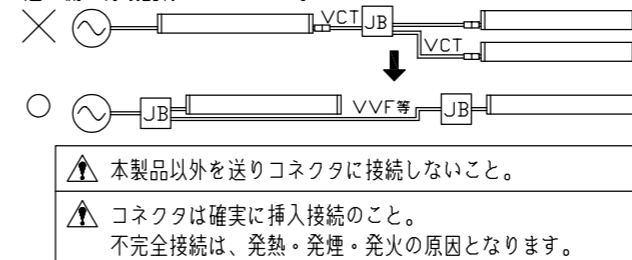 × VCT JB
VCT
○ JB VVF等 JB
本製品以外を送りコネクタに接続しないこと。
コネクタは確実に挿入接続のこと。
不完全接続は、発熱・発煙・発火の原因となります。